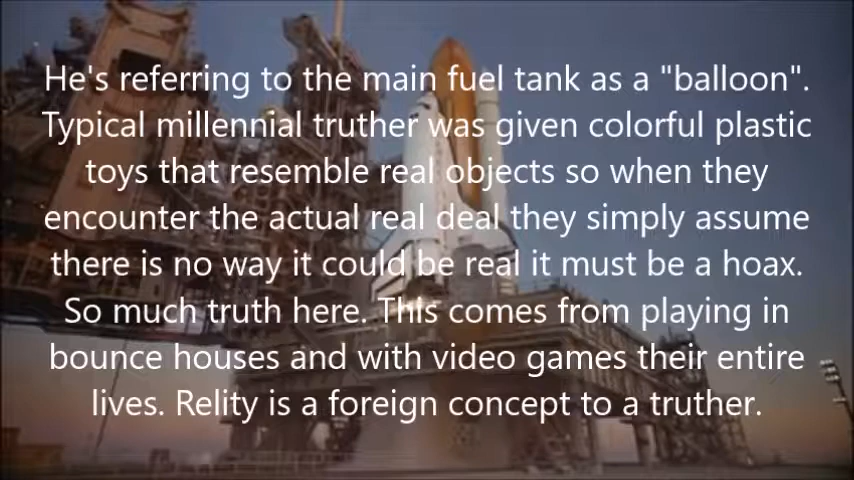 He's referring to the main fuel tank as a "balloon".
Typical millennial truther was given colorful plastic
toys that resemble real objects so when they
encounter the actual real deal they simply assume
there is no way it could be real it must be a hoax.
So much truth here. This comes from playing in
bounce houses and with video games their entire
lives. Relity is a foreign concept to a truther.